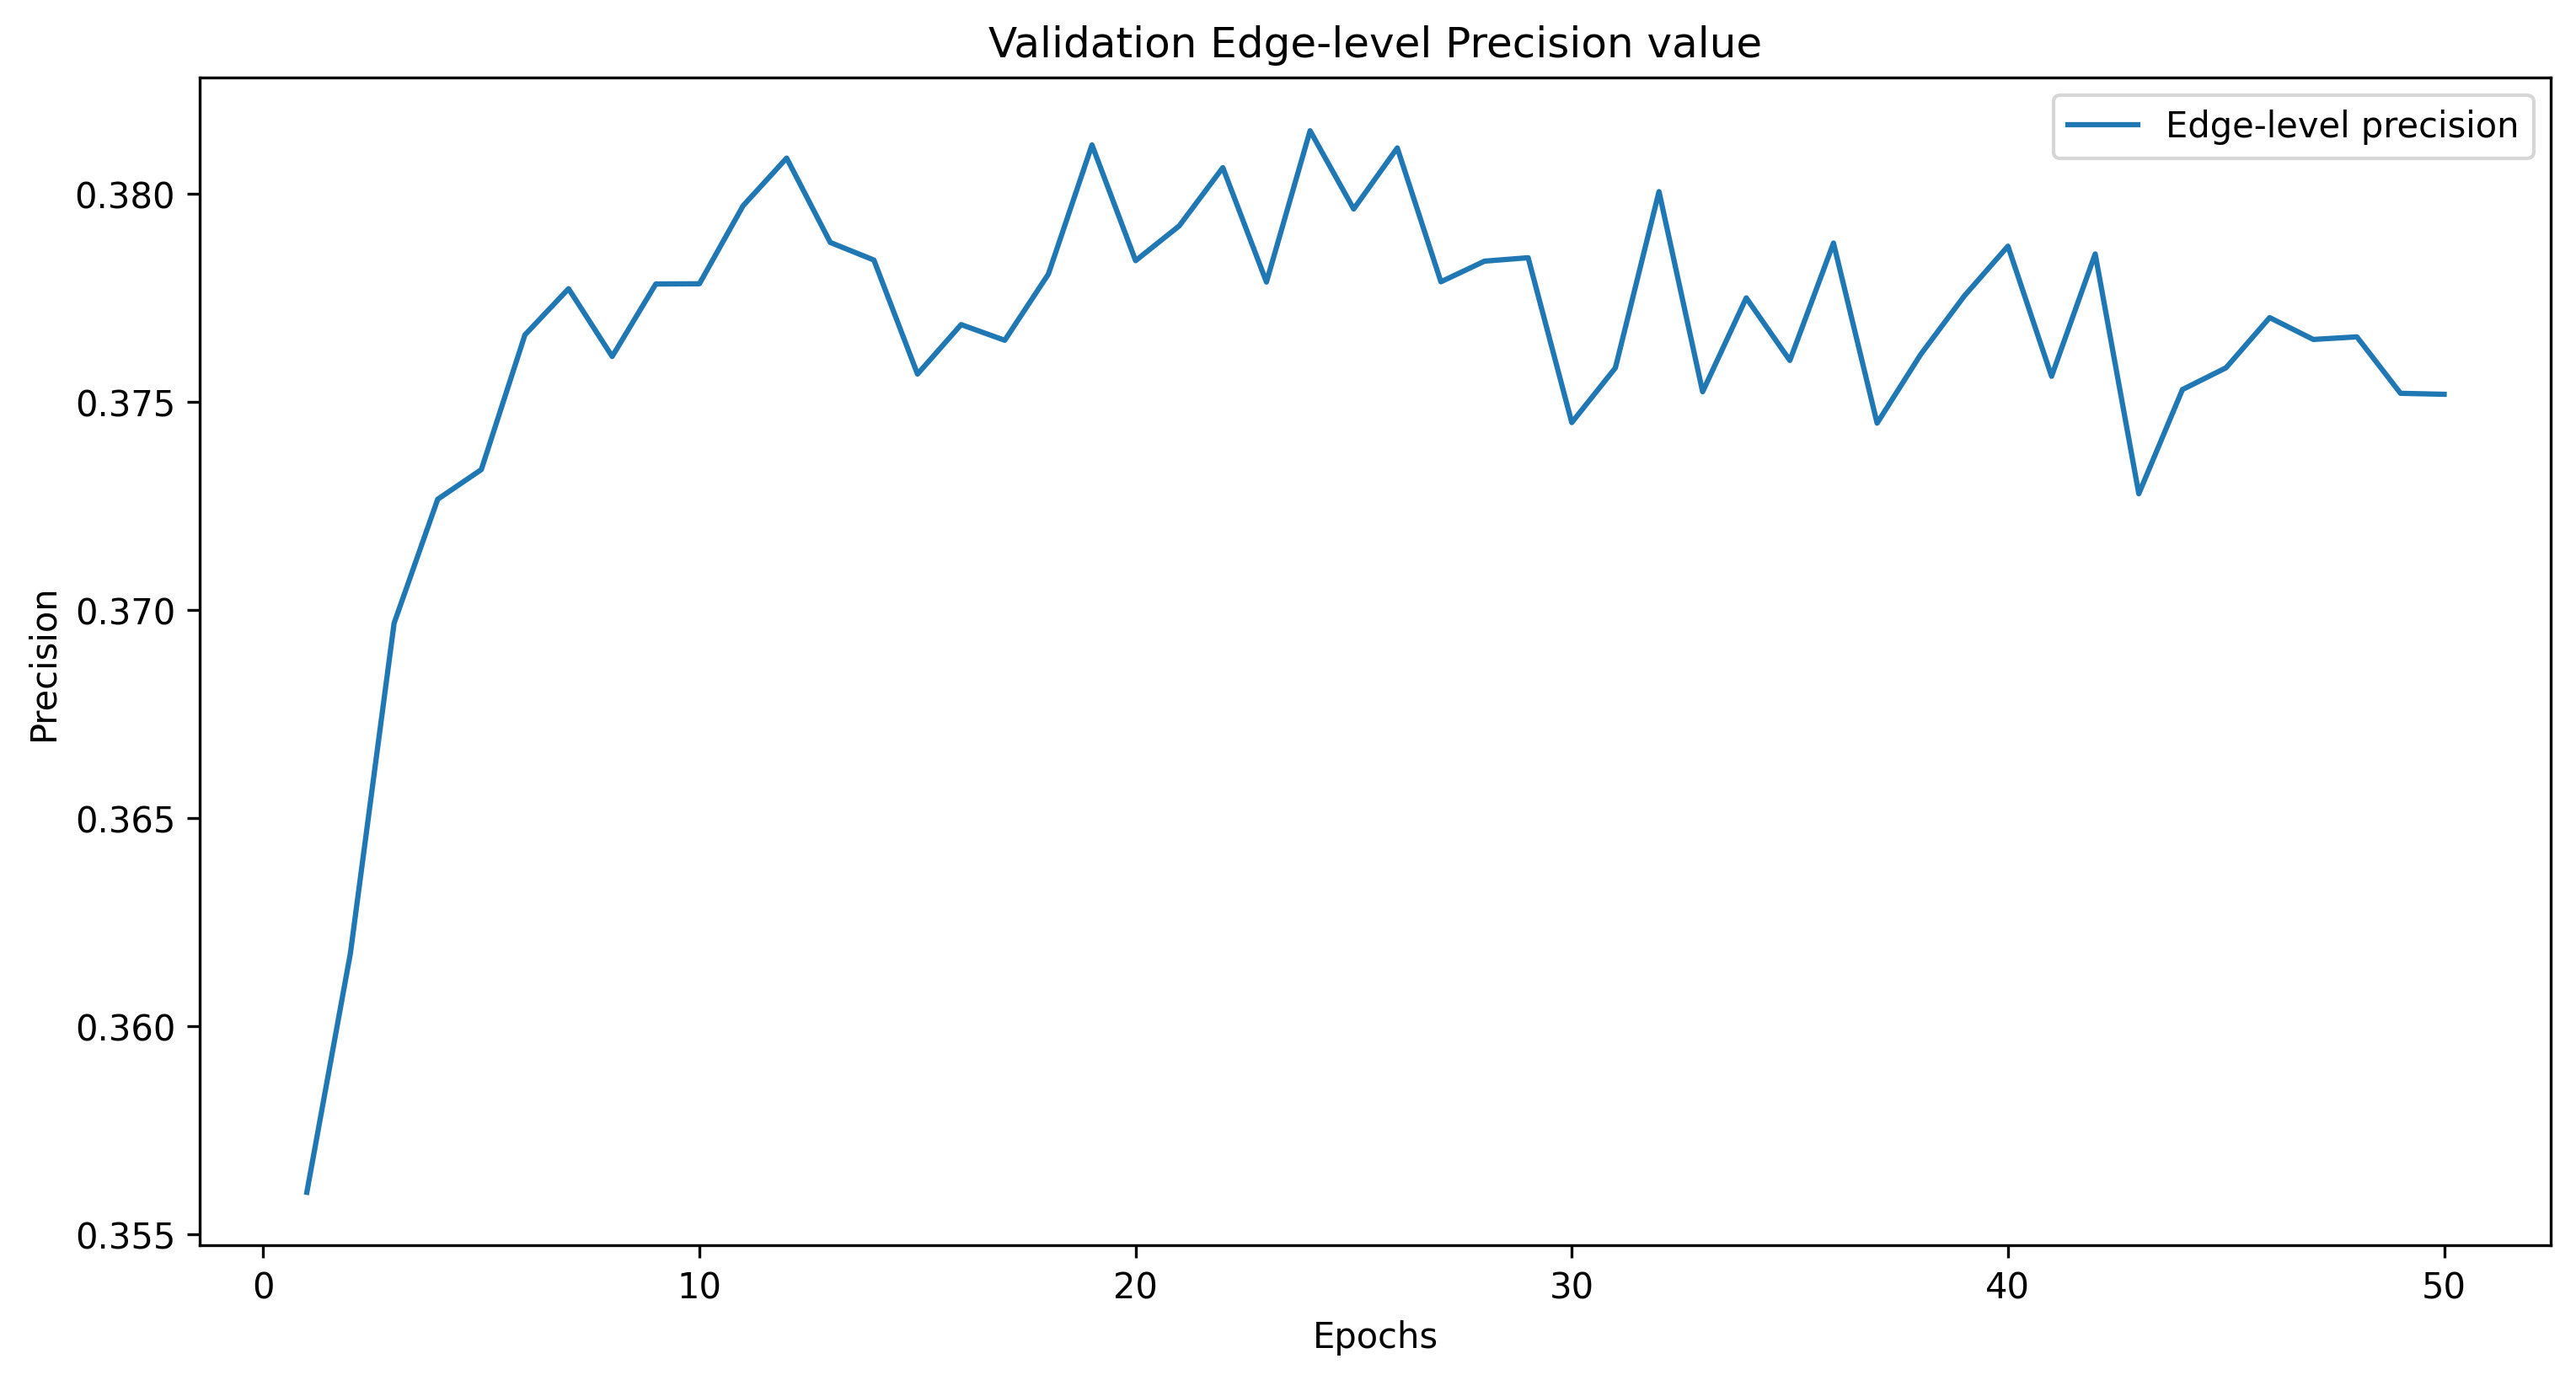 Validation Edge-level Precision value
Edge-level precision
0.380
0.375
0.370
0.365
0.360
0.355
Precision
0 10 20 30 40 50
Epochs